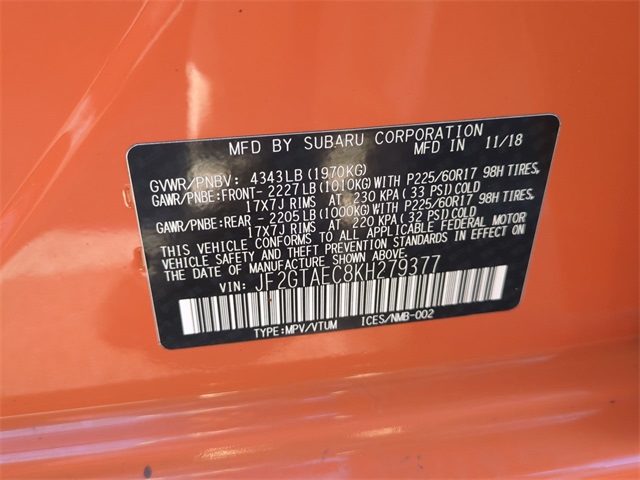 MFD BY SUBARU CORPORATION IN 11/18
GVWR/PNBV: 4343LB(1970KG)
GAWR/PNBE:FRONT- 2227LB(1010KG)WITH P225/60R17 98H TIRES,
17X7J RIMS AT 230 KPA(33 PSI)COLD
GAWR/PNBE:REAR - 2205LB(1000KG)WITH P225/60R17 98H TIRES,
17X7J RIMS AT 220 KPA(32 PSI)COLD
THIS VEHICLE CONFORMS TO ALL APPLICABLE FEDERAL MOTOR
VEHICLE SAFETY AND THEFT PREVENTION STANDARDS IN EFFECT
ON THE DATE OF MANUFACTURE SHOWN ABOVE.
VIN: JF2GTAEC8KH279377
TYPE:MPV/VTUM ICES/NMB-002